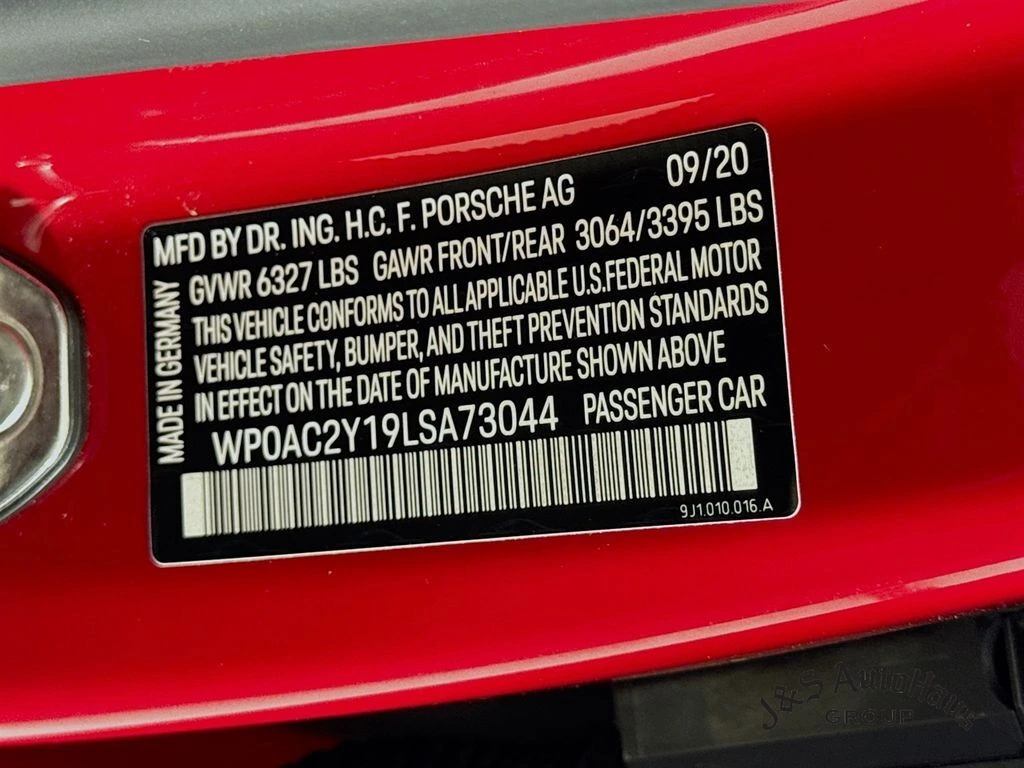 09/20
MFD BY DR. ING. H.C. F. PORSCHE AG
GVWR 6327 LBS GAWR FRONT/REAR 3064/3395 LBS
THIS VEHICLE CONFORMS TO ALL APPLICABLE U.S.FEDERAL MOTOR
VEHICLE SAFETY, BUMPER, AND THEFT PREVENTION STANDARDS
IN EFFECT ON THE DATE OF MANUFACTURE SHOWN ABOVE
WP0AC2Y19LSA73044 PASSENGER CAR
MADE IN GERMANY
9J1.010.016.A
J&S AutoHaus
GROUP